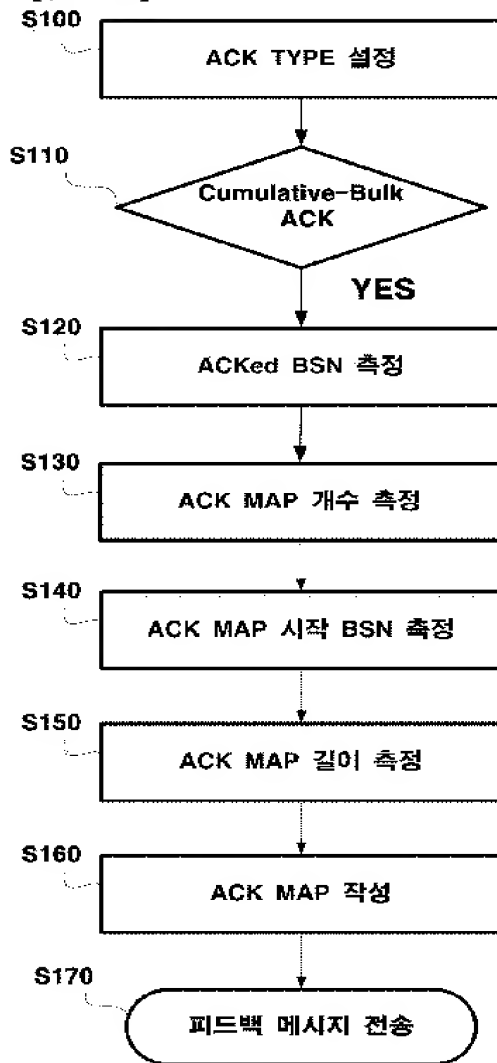 S100
ACK TYPE 설정
S110
Cumulative-Bulk
ACK
YES
S120
ACKed BSN 측정
S130
ACK MAP 개수 측정
S140
ACK MAP 시작 BSN 측정
S150
ACK MAP 길이 측정
S160
ACK MAP 작성
S170
피드백 메시지 전송